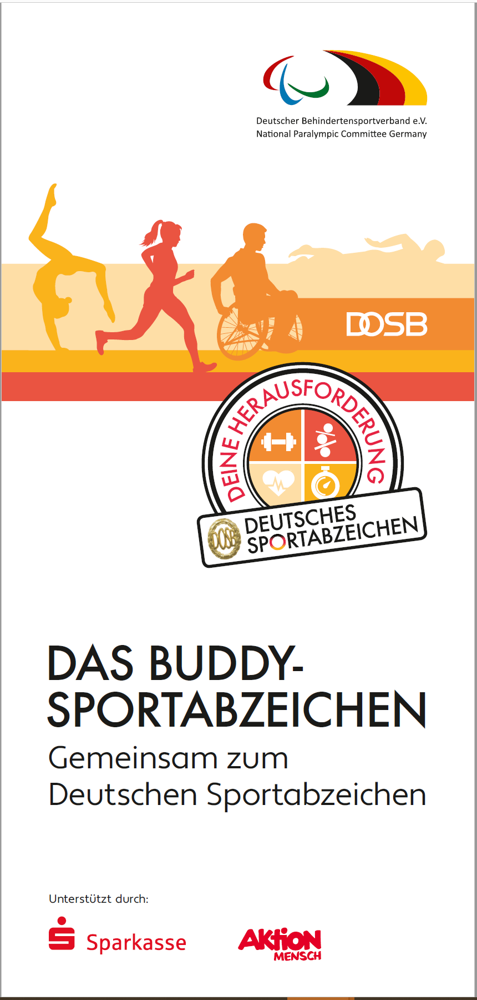 Deutscher Behindertensportverband e.V.
National Paralympic Committee Germany
DOSB
DEINE HERAUSFORDERUNG
DOSB
DEUTSCHES
SPORTABZEICHEN
DAS BUDDY-
SPORTABZEICHEN
Gemeinsam zum
Deutschen Sportabzeichen
Unterstützt durch:
Sparkasse
AKtiON
MENSCH